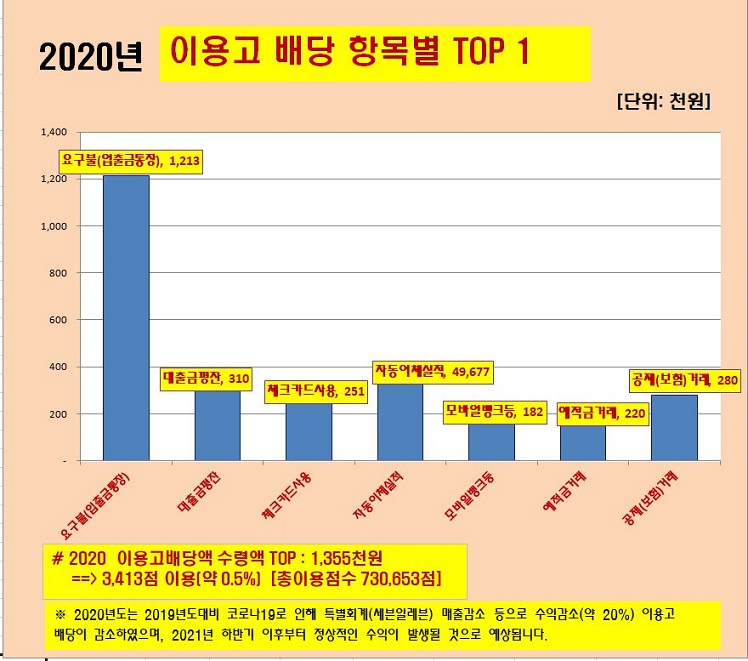 2020년 이용고 배당 항목별 TOP 1
[단위: 천원]
1,400
1,200
1,000
800
600
400
200
-
요구불(입출금통장), 1,213
대출금평잔, 310
체크카드사용, 251
자동이체실적, 49,677
모바일뱅크등, 182
예적금거래, 220
공제(보험)거래, 280
요구불(입출금통장)
대출금평잔
체크카드사용
자동이체실적
모바일뱅크등
예적금거래
공제(보험)거래
# 2020 이용고배당액 수령액 TOP : 1,355천원
==> 3,413점 이용(약 0.5%) [총이용점수 730,653점]
※ 2020년도는 2019년도대비 코로나19로 인해 특별회계(세븐일레븐) 매출감소 등으로 수익감소(약 20%) 이용고
배당이 감소하였으며, 2021년 하반기 이후부터 정상적인 수익이 발생될 것으로 예상됩니다.